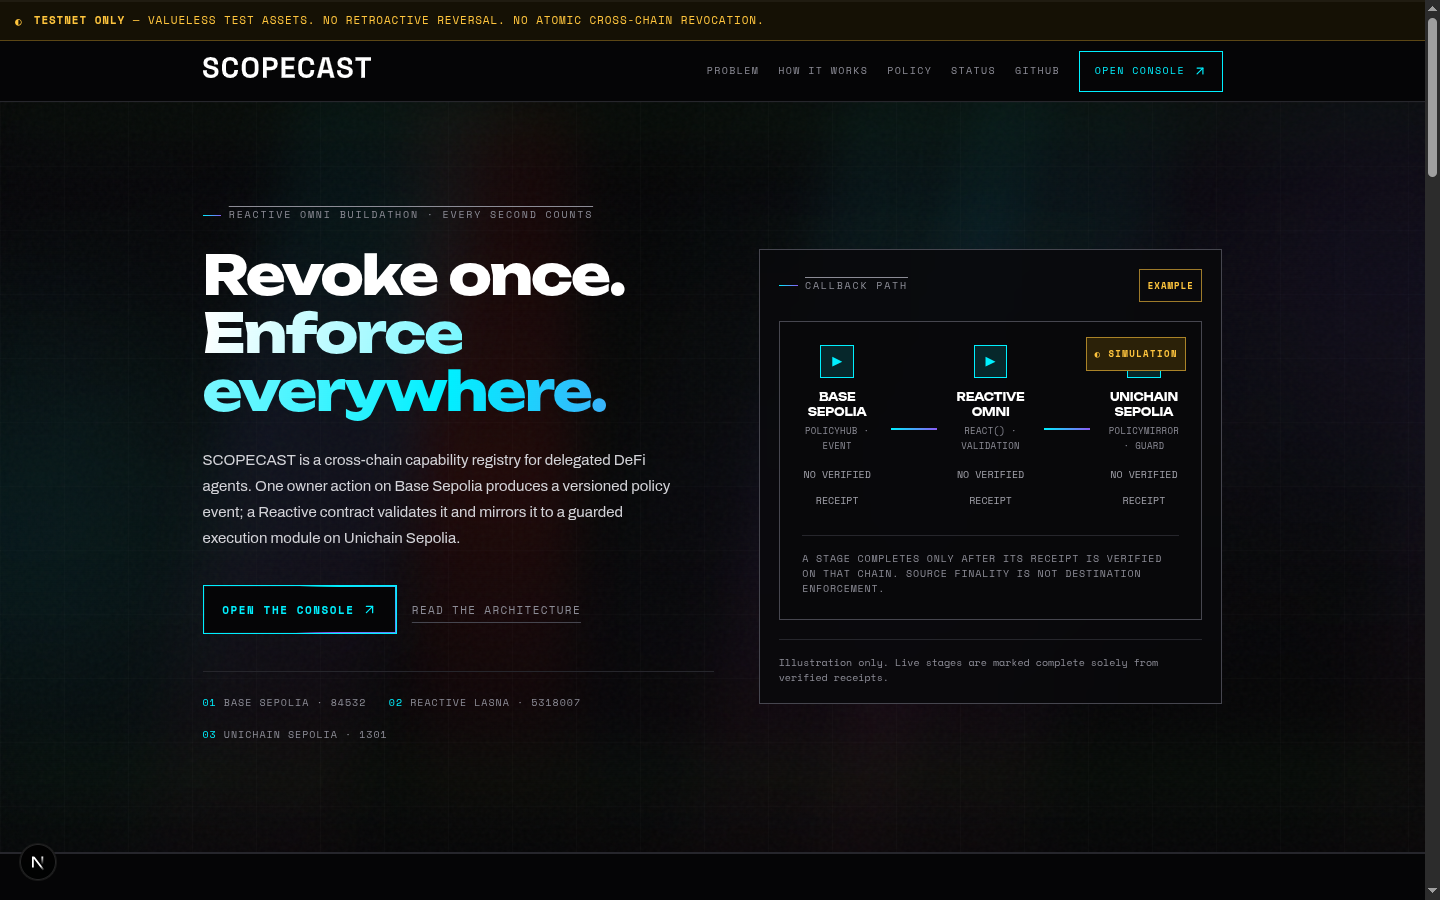 ◐ TESTNET ONLY — VALUELESS TEST ASSETS. NO RETROACTIVE REVERSAL. NO ATOMIC CROSS-CHAIN REVOCATION.
SCOPECAST
PROBLEM HOW IT WORKS POLICY STATUS GITHUB OPEN CONSOLE
REACTIVE OMNI BUILDATHON · EVERY SECOND COUNTS
Revoke once.
Enforce
everywhere.
SCOPECAST is a cross-chain capability registry for delegated DeFi
agents. One owner action on Base Sepolia produces a versioned policy
event; a Reactive contract validates it and mirrors it to a guarded
execution module on Unichain Sepolia.
OPEN THE CONSOLE
READ THE ARCHITECTURE
01 BASE SEPOLIA · 84532 02 REACTIVE LASNA · 5318007
03 UNICHAIN SEPOLIA · 1301
CALLBACK PATH
EXAMPLE
◐ SIMULATION
BASE
SEPOLIA
POLICYHUB ·
EVENT
NO VERIFIED
RECEIPT
REACTIVE
OMNI
REACT() ·
VALIDATION
NO VERIFIED
RECEIPT
UNICHAIN
SEPOLIA
POLICYMIRROR
· GUARD
NO VERIFIED
RECEIPT
A STAGE COMPLETES ONLY AFTER ITS RECEIPT IS VERIFIED
ON THAT CHAIN. SOURCE FINALITY IS NOT DESTINATION
ENFORCEMENT.
Illustration only. Live stages are marked complete solely from
verified receipts.
N